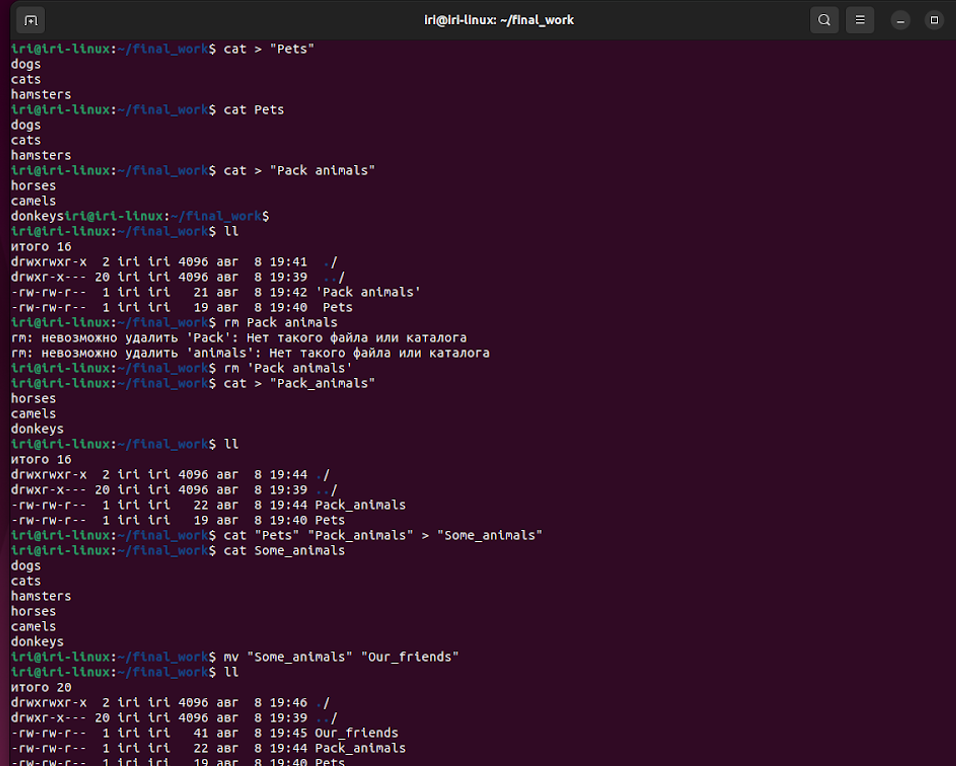 iri@iri-linux: ~/final_work
iri@iri-linux:~/final_work$ cat > "Pets"
dogs
cats
hamsters
iri@iri-linux:~/final_work$ cat Pets
dogs
cats
hamsters
iri@iri-linux:~/final_work$ cat > "Pack animals"
horses
camels
donkeysiri@iri-linux:~/final_work$
iri@iri-linux:~/final_work$ ll
итого 16
drwxrwxr-x  2 iri iri 4096 авг  8 19:41  ./
drwxr-x--- 20 iri iri 4096 авг  8 19:39  ../
-rw-rw-r--  1 iri iri   21 авг  8 19:42 'Pack animals'
-rw-rw-r--  1 iri iri   19 авг  8 19:40  Pets
iri@iri-linux:~/final_work$ rm Pack animals
rm: невозможно удалить 'Pack': Нет такого файла или каталога
rm: невозможно удалить 'animals': Нет такого файла или каталога
iri@iri-linux:~/final_work$ rm 'Pack animals'
iri@iri-linux:~/final_work$ cat > "Pack_animals"
horses
camels
donkeys
iri@iri-linux:~/final_work$ ll
итого 16
drwxrwxr-x  2 iri iri 4096 авг  8 19:44 ./
drwxr-x--- 20 iri iri 4096 авг  8 19:39 ../
-rw-rw-r--  1 iri iri   22 авг  8 19:44 Pack_animals
-rw-rw-r--  1 iri iri   19 авг  8 19:40 Pets
iri@iri-linux:~/final_work$ cat "Pets" "Pack_animals" > "Some_animals"
iri@iri-linux:~/final_work$ cat Some_animals
dogs
cats
hamsters
horses
camels
donkeys
iri@iri-linux:~/final_work$ mv "Some_animals" "Our_friends"
iri@iri-linux:~/final_work$ ll
итого 20
drwxrwxr-x  2 iri iri 4096 авг  8 19:46 ./
drwxr-x--- 20 iri iri 4096 авг  8 19:39 ../
-rw-rw-r--  1 iri iri   41 авг  8 19:45 Our_friends
-rw-rw-r--  1 iri iri   22 авг  8 19:44 Pack_animals
-rw-rw-r--  1 iri iri   19 авг  8 19:40 Pets